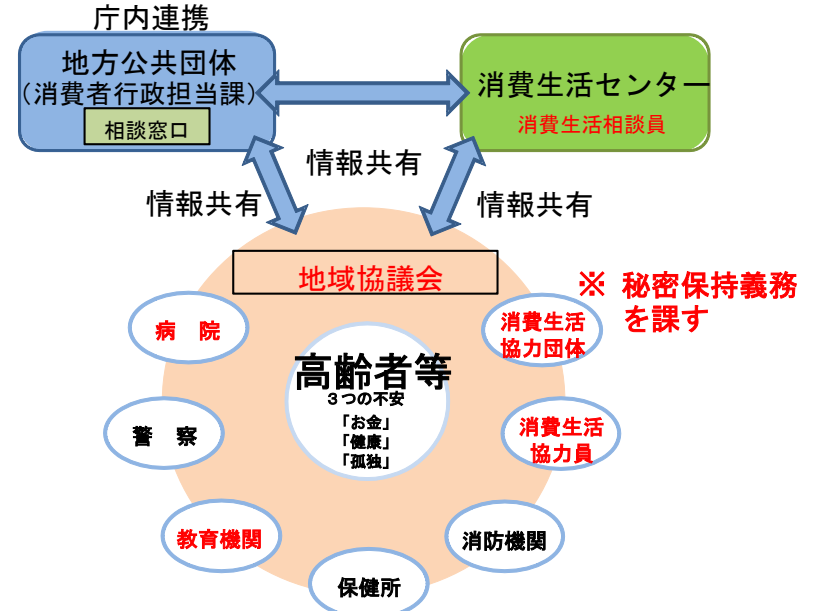 庁内連携
地方公共団体
(消費者行政担当課)
相談窓口
消費生活センター
消費生活相談員
情報共有
情報共有
情報共有
地域協議会
※ 秘密保持義務
を課す
病 院
消費生活
協力団体
高齢者等
3つの不安
「お金」
「健康」
「孤独」
警 察
消費生活
協力員
教育機関
消防機関
保健所